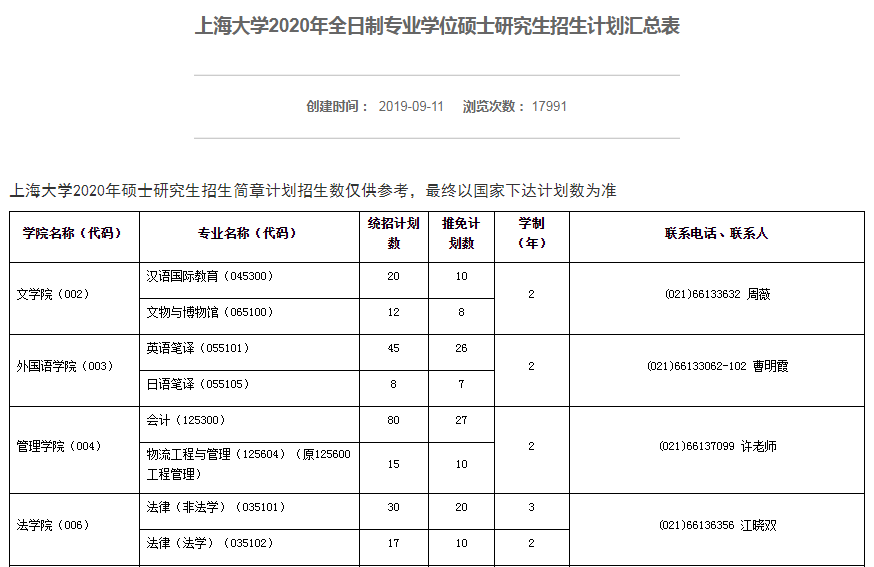 上海大学2020年全日制专业学位硕士研究生招生计划汇总表
创建时间： 2019-09-11 浏览次数： 17991
上海大学2020年硕士研究生招生简章计划招生数仅供参考，最终以国家下达计划数为准
学院名称（代码） 专业名称（代码） 统招计划数 推免计划数 学制（年） 联系电话、联系人
文学院（002） 汉语国际教育（045300） 20 10 2 (021)66133632 周薇
文物与博物馆（065100） 12 8
外国语学院（003） 英语笔译（055101） 45 26 2 (021)66133062-102 曹明霞
日语笔译（055105） 8 7
管理学院（004） 会计（125300） 80 27 2 (021)66137099 许老师
物流工程与管理（125604）（原125600
工程管理） 15 10
法学院（006） 法律（非法学）（035101） 30 20 3 (021)66136356 江晓双
法律（法学）（035102） 17 10 2